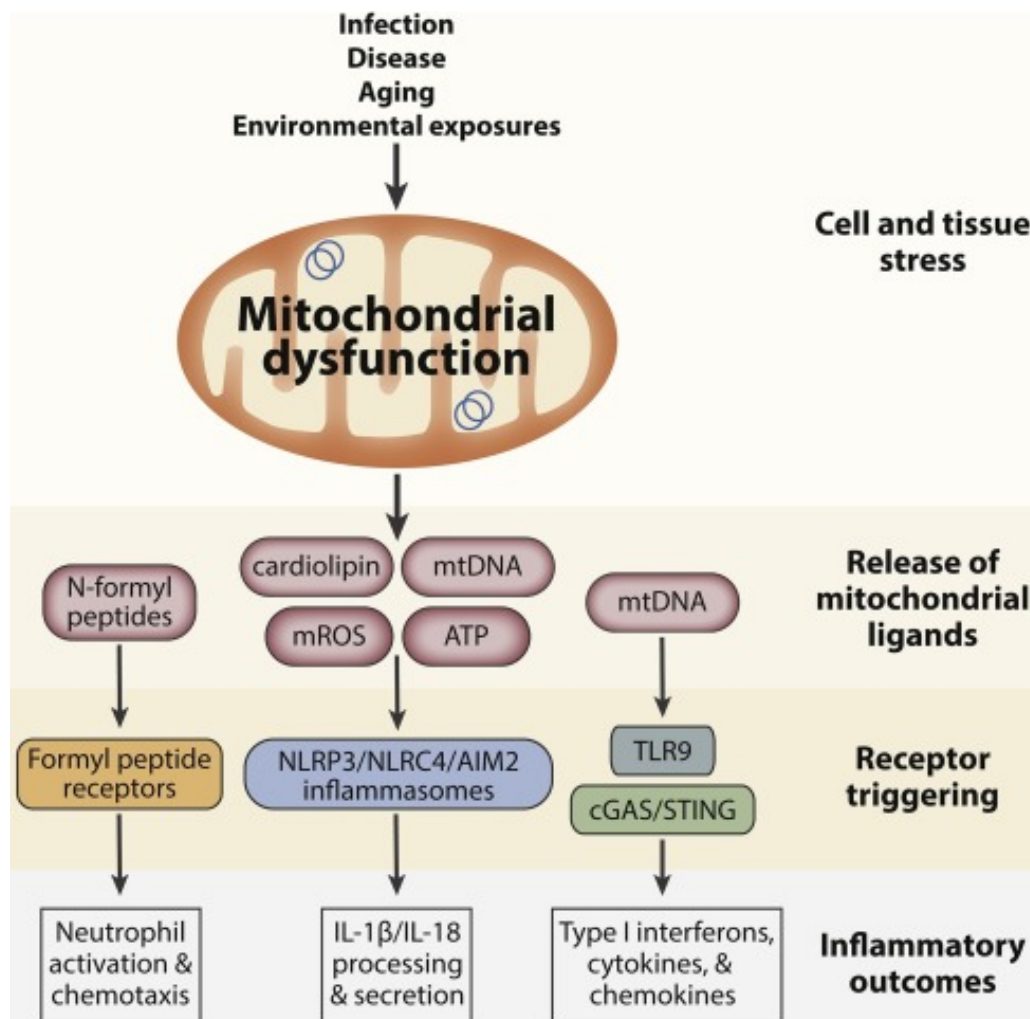 Infection
Disease
Aging
Environmental exposures
Cell and tissue
stress
Mitochondrial
dysfunction
N-formyl
peptides
cardiolipin
mtDNA
mROS
ATP
mtDNA
Release of
mitochondrial
ligands
Formyl peptide
receptors
NLRP3/NLRC4/AIM2
inflammasomes
TLR9
cGAS/STING
Receptor
triggering
Neutrophil
activation &
chemotaxis
IL-1β/IL-18
processing
& secretion
Type I interferons,
cytokines, &
chemokines
Inflammatory
outcomes